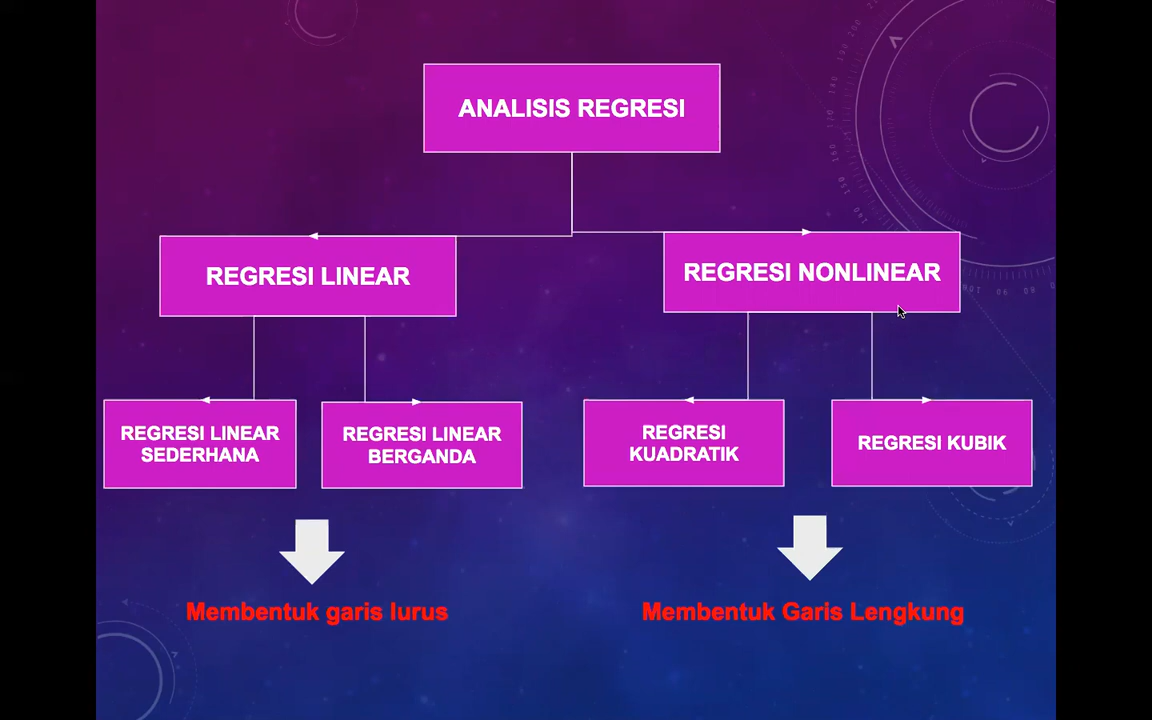 ANALISIS REGRESI
REGRESI LINEAR
REGRESI NONLINEAR
REGRESI LINEAR
SEDERHANA
REGRESI LINEAR
BERGANDA
REGRESI
KUADRATIK
REGRESI KUBIK
Membentuk garis lurus
Membentuk Garis Lengkung